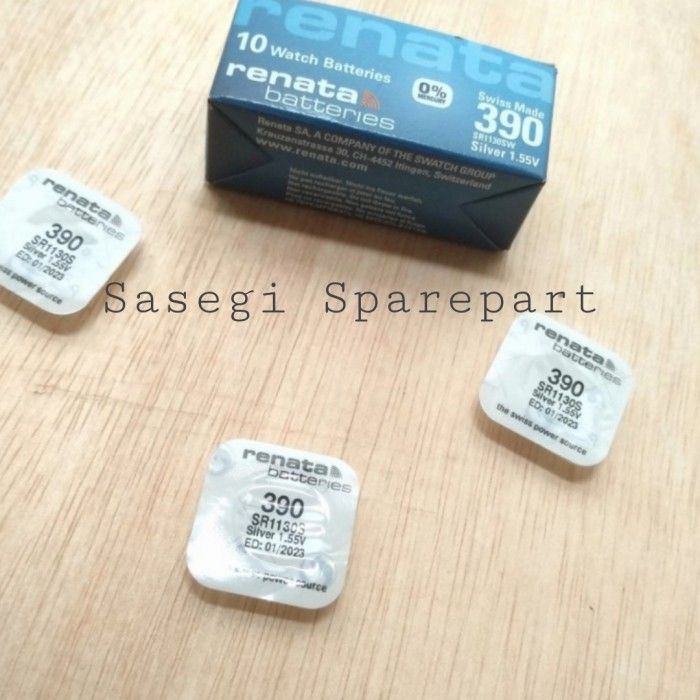 renata
10 Watch Batteries
renata
batteries
0%
MERCURY
Swiss Made
390
SR1130SW
Silver 1.55V
Renata SA, A COMPANY OF THE SWATCH GROUP
Kreuzenstrasse 30, CH-4452 Itingen, Switzerland
www.renata.com
renata
batteries
390
SR1130S
Silver 1.55V
ED: 01/2023
swiss power source
Sasegi Sparepart
renata
batteries
390
SR1130S
Silver 1.55V
ED: 01/2023
the swiss power source
renata
batteries
390
SR1130S
Silver 1.55V
ED: 01/2023
power source